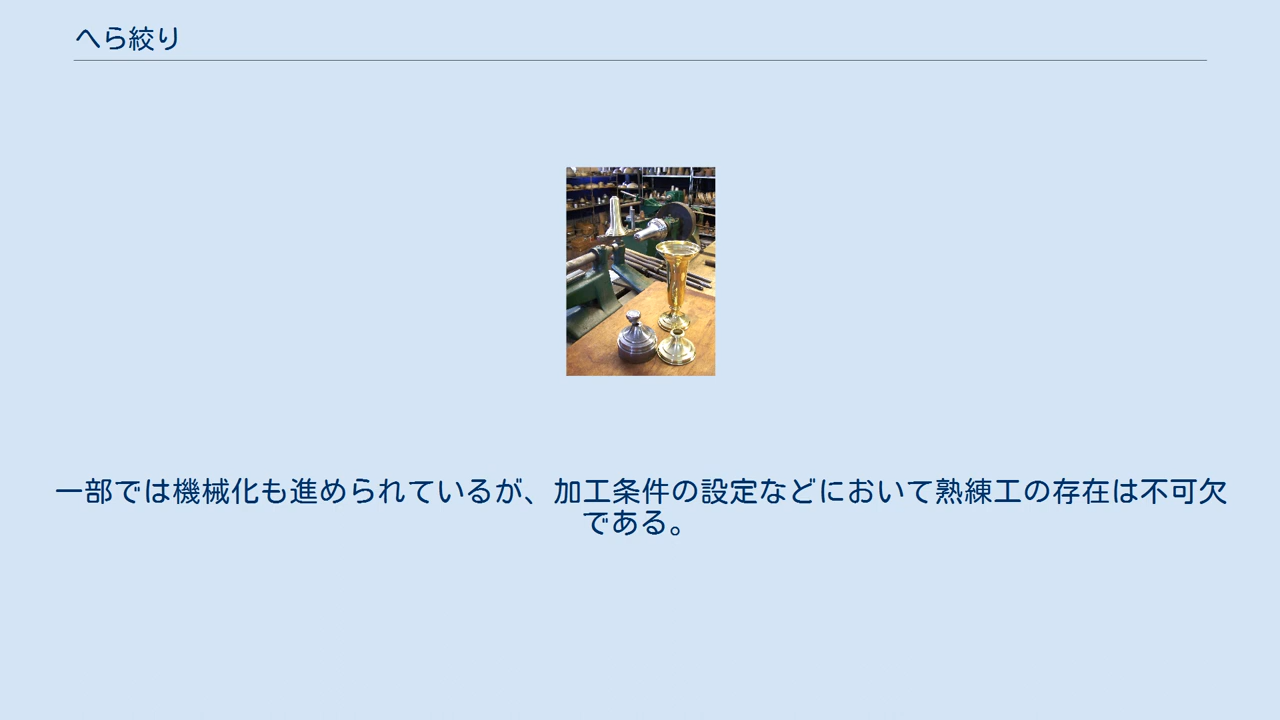 へら絞り
一部では機械化も進められているが、加工条件の設定などにおいて熟練工の存在は不可欠
である。